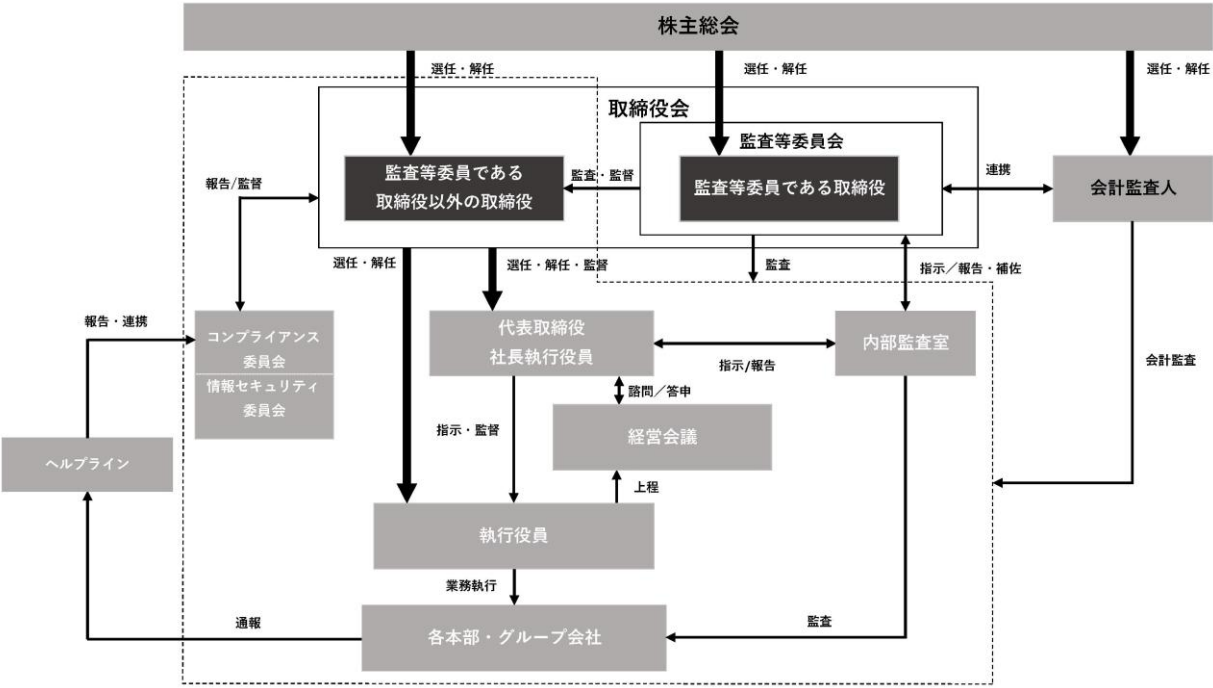 株主総会
選任・解任
選任・解任
選任・解任
取締役会
監査等委員会
監査等委員である
取締役以外の取締役
監査・監督
監査等委員である取締役
連携
会計監査人
報告/監督
選任・解任
選任・解任・監督
監査
指示／報告・補佐
報告・連携
コンプライアンス
委員会
情報セキュリティ
委員会
代表取締役
社長執行役員
指示/報告
内部監査室
会計監査
諮問／答申
指示・監督
経営会議
ヘルプライン
上程
執行役員
業務執行
通報
各本部・グループ会社
監査